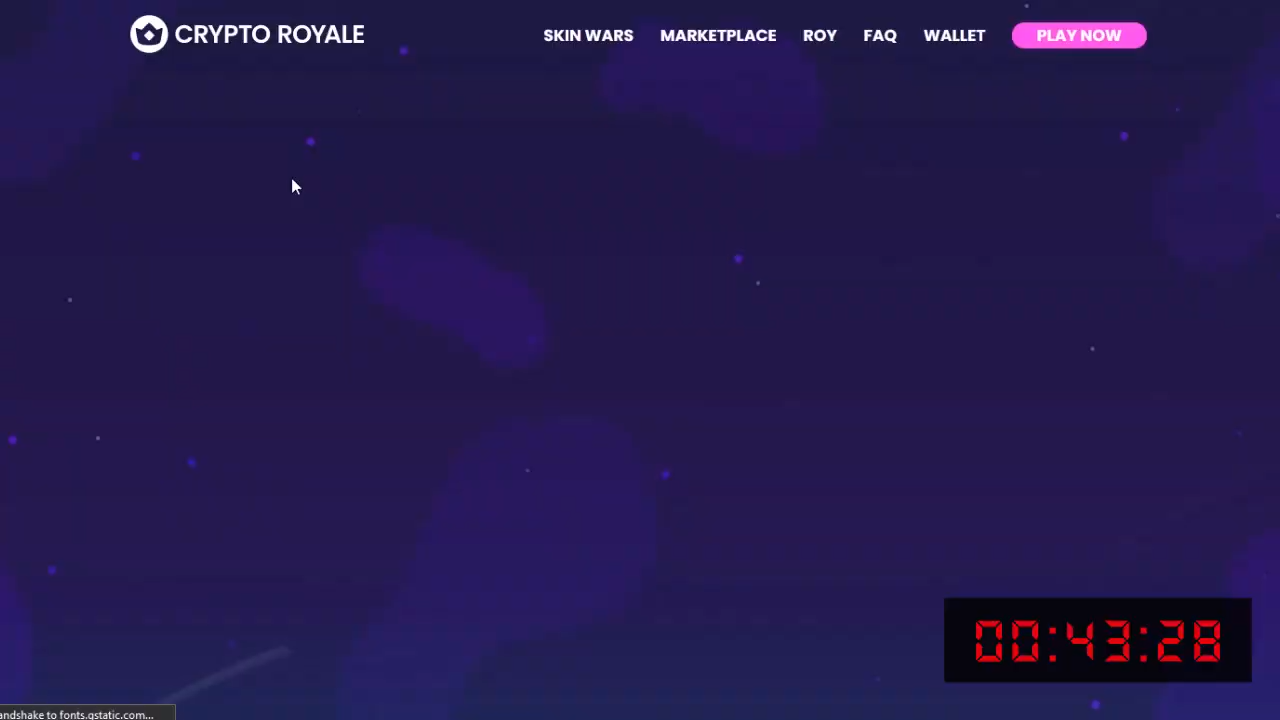 CRYPTO ROYALE
SKIN WARS MARKETPLACE ROY FAQ WALLET PLAY NOW
00:43:28
andshake to fonts.gstatic.com...